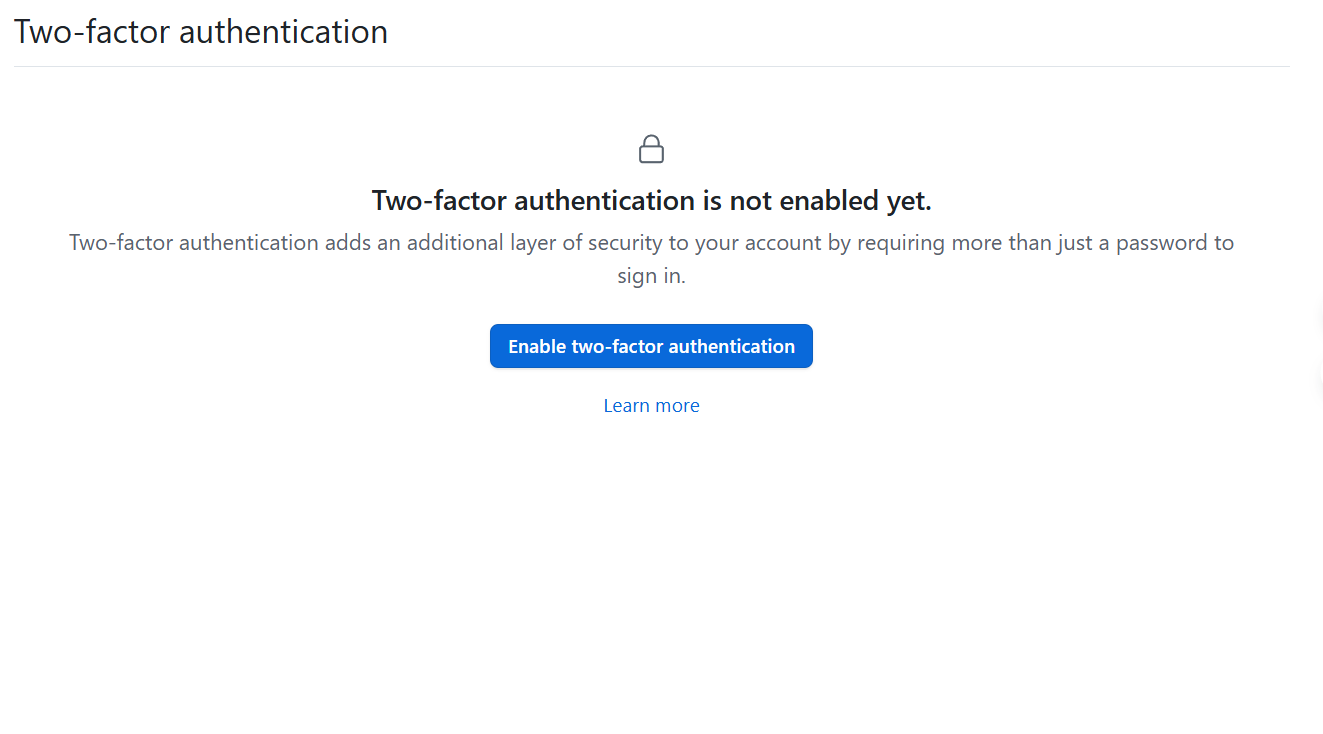 Two-factor authentication
Two-factor authentication is not enabled yet.
Two-factor authentication adds an additional layer of security to your account by requiring more than just a password to
sign in.
Enable two-factor authentication
Learn more